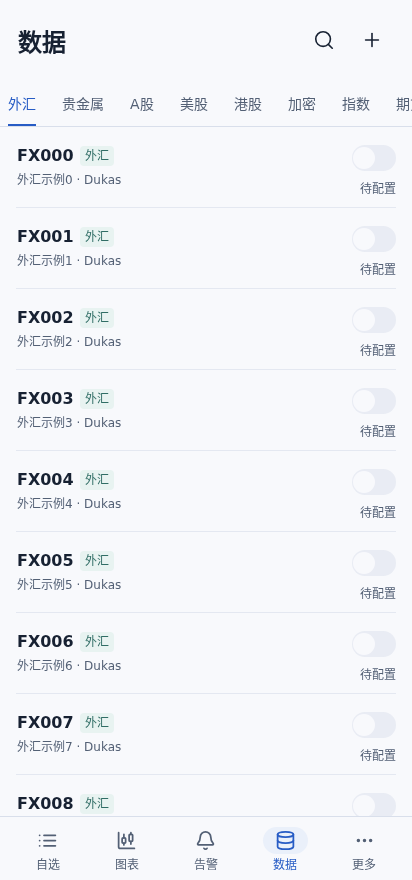 数据
外汇 贵金属 A股 美股 港股 加密 指数 期
FX000 外汇
外汇示例0 · Dukas
待配置
FX001 外汇
外汇示例1 · Dukas
待配置
FX002 外汇
外汇示例2 · Dukas
待配置
FX003 外汇
外汇示例3 · Dukas
待配置
FX004 外汇
外汇示例4 · Dukas
待配置
FX005 外汇
外汇示例5 · Dukas
待配置
FX006 外汇
外汇示例6 · Dukas
待配置
FX007 外汇
外汇示例7 · Dukas
待配置
FX008 外汇
自选 图表 告警 数据 更多